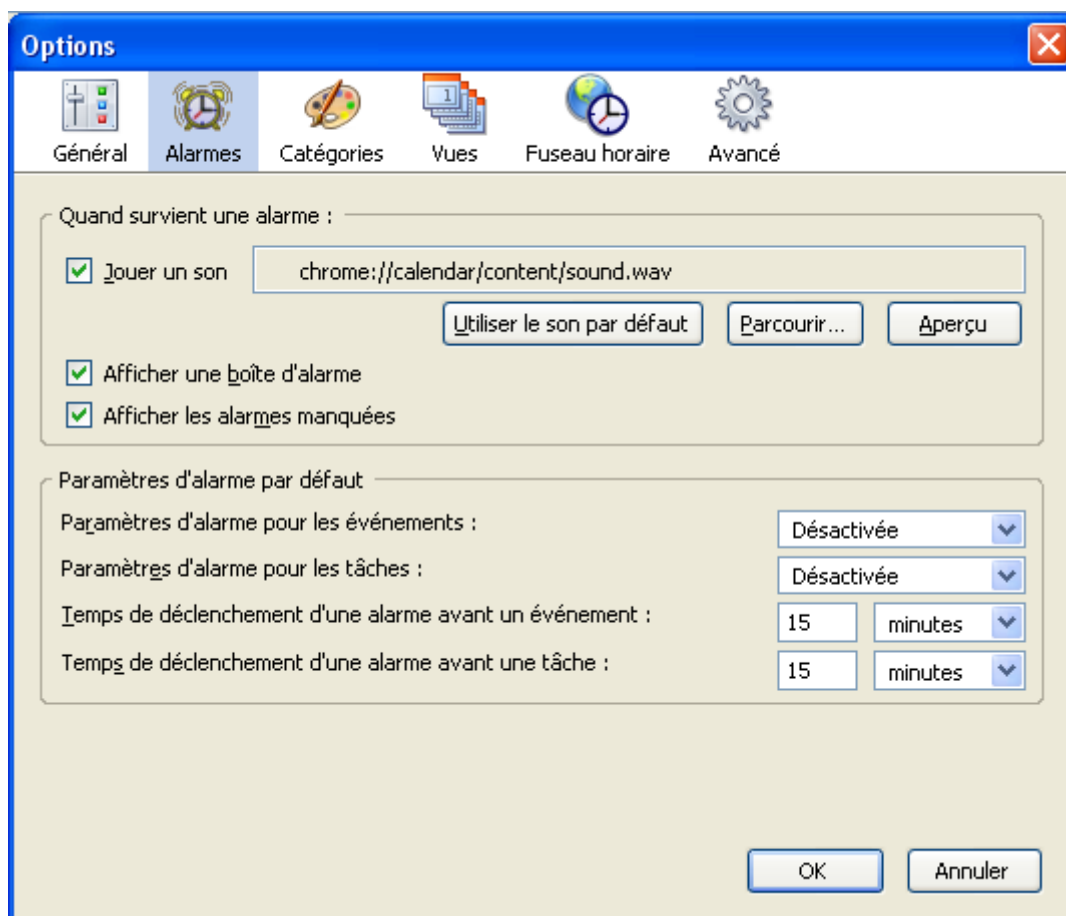 Options
Général Alarmes Catégories Vues Fuseau horaire Avancé
Quand survient une alarme :
Jouer un son chrome://calendar/content/sound.wav
Utiliser le son par défaut Parcourir... Aperçu
Afficher une boîte d'alarme
Afficher les alarmes manquées
Paramètres d'alarme par défaut
Paramètres d'alarme pour les événements : Désactivée
Paramètres d'alarme pour les tâches : Désactivée
Temps de déclenchement d'une alarme avant un événement : 15 minutes
Temps de déclenchement d'une alarme avant une tâche : 15 minutes
OK Annuler